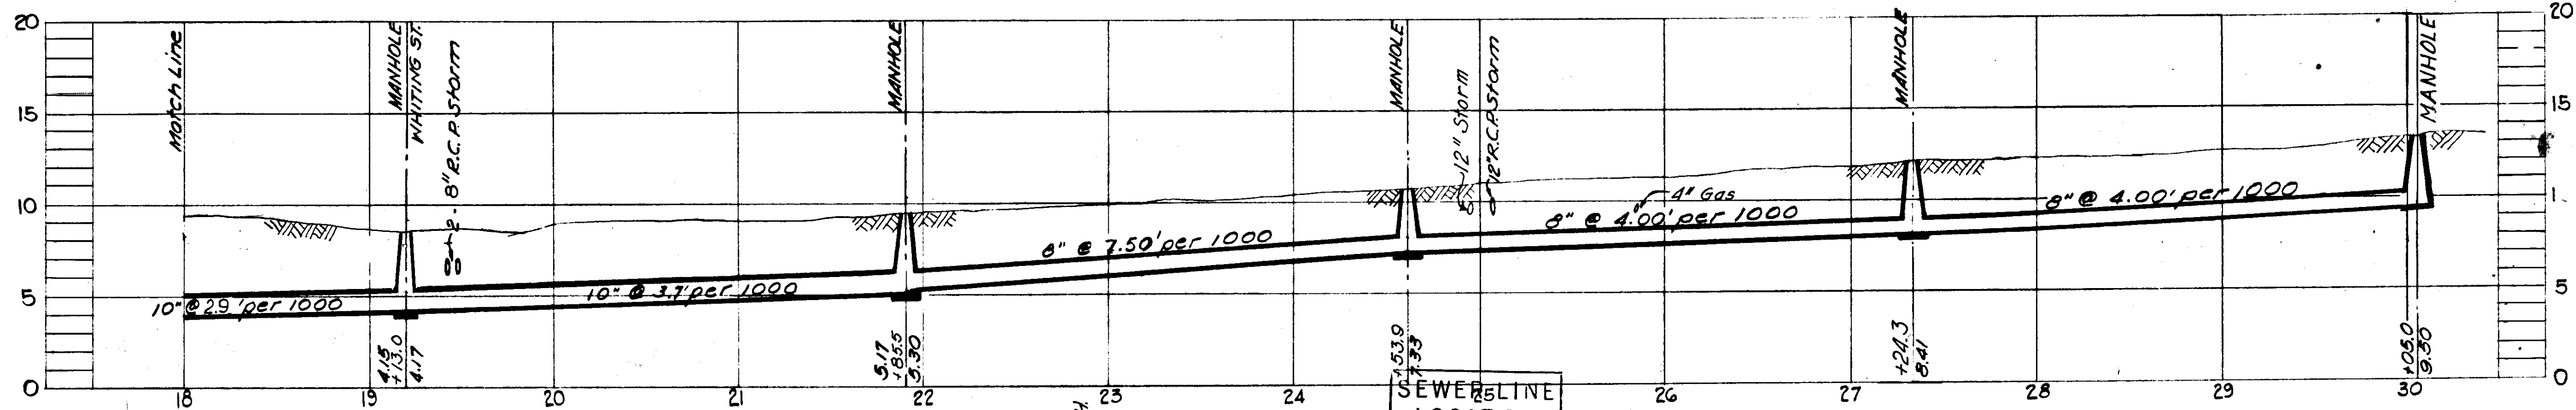 20
15
10
5
0
Match Line
MANHOLE
WHITING ST.
2 - 8" R.C.P. Storm
MANHOLE
MANHOLE
12" Storm
12" R.C.P. Storm
MANHOLE
MANHOLE
20
15
5
0
10" @ 2.9' per 1000
10" @ 3.7' per 1000
8" @ 7.50' per 1000
4" Gas
8" @ 4.00' per 1000
8" @ 4.00' per 1000
4.15
+13.0
4.17
5.17
+85.5
5.30
+53.9
7.33
+24.3
8.41
+05.0
9.50
18
19
20
21
22
23
24
25
26
27
28
29
30
SEWER LINE